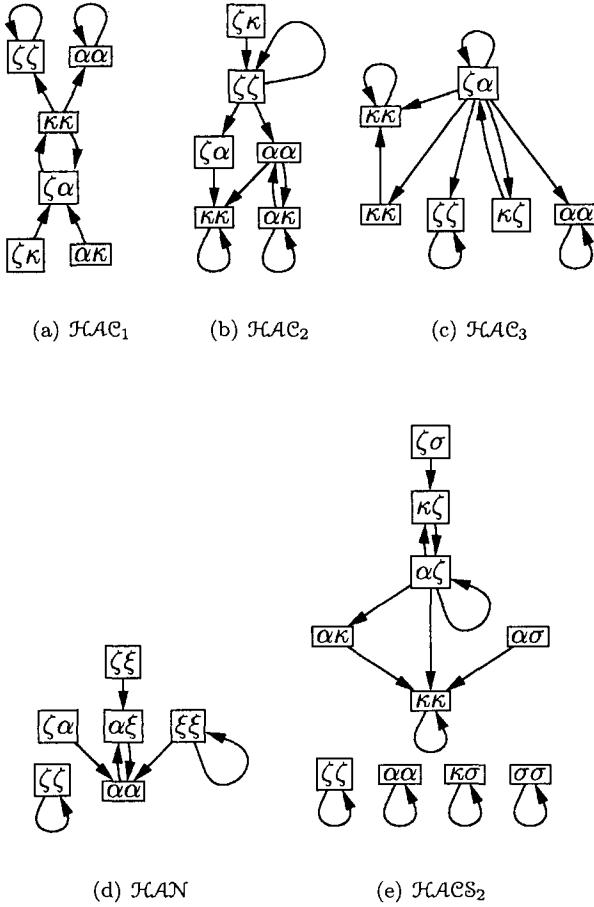 ζζ αα
κκ
ζα
ζκ ακ
(a) ℋ𝒜𝒞₁
ζκ
ζζ
ζα αα
κκ ακ
(b) ℋ𝒜𝒞₂
ζα
κκ
κκ ζζ κζ αα
(c) ℋ𝒜𝒞₃
ζξ
ζα αξ ξξ
ζζ αα
(d) ℋ𝒜𝒩
ζσ
κζ
αζ
ακ ασ
κκ
ζζ αα κσ σσ
(e) ℋ𝒜𝒞𝒮₂